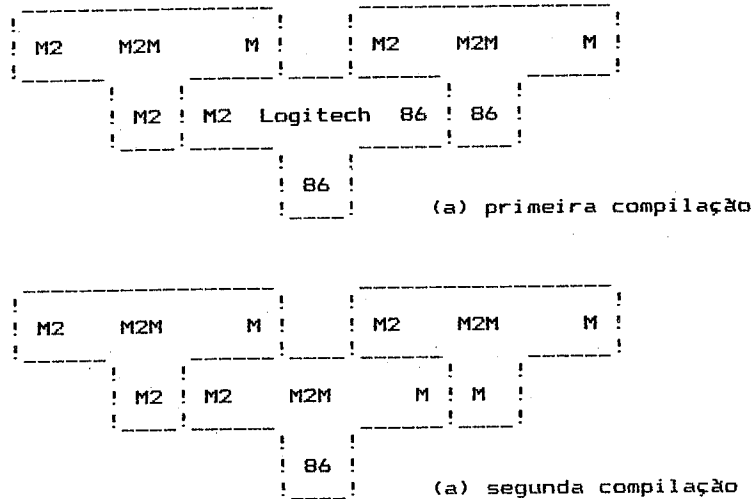 M2 M2M M M2 M2M M
M2 M2 Logitech 86 86
86
(a) primeira compilação
M2 M2M M M2 M2M M
M2 M2 M2M M M
86
(a) segunda compilação